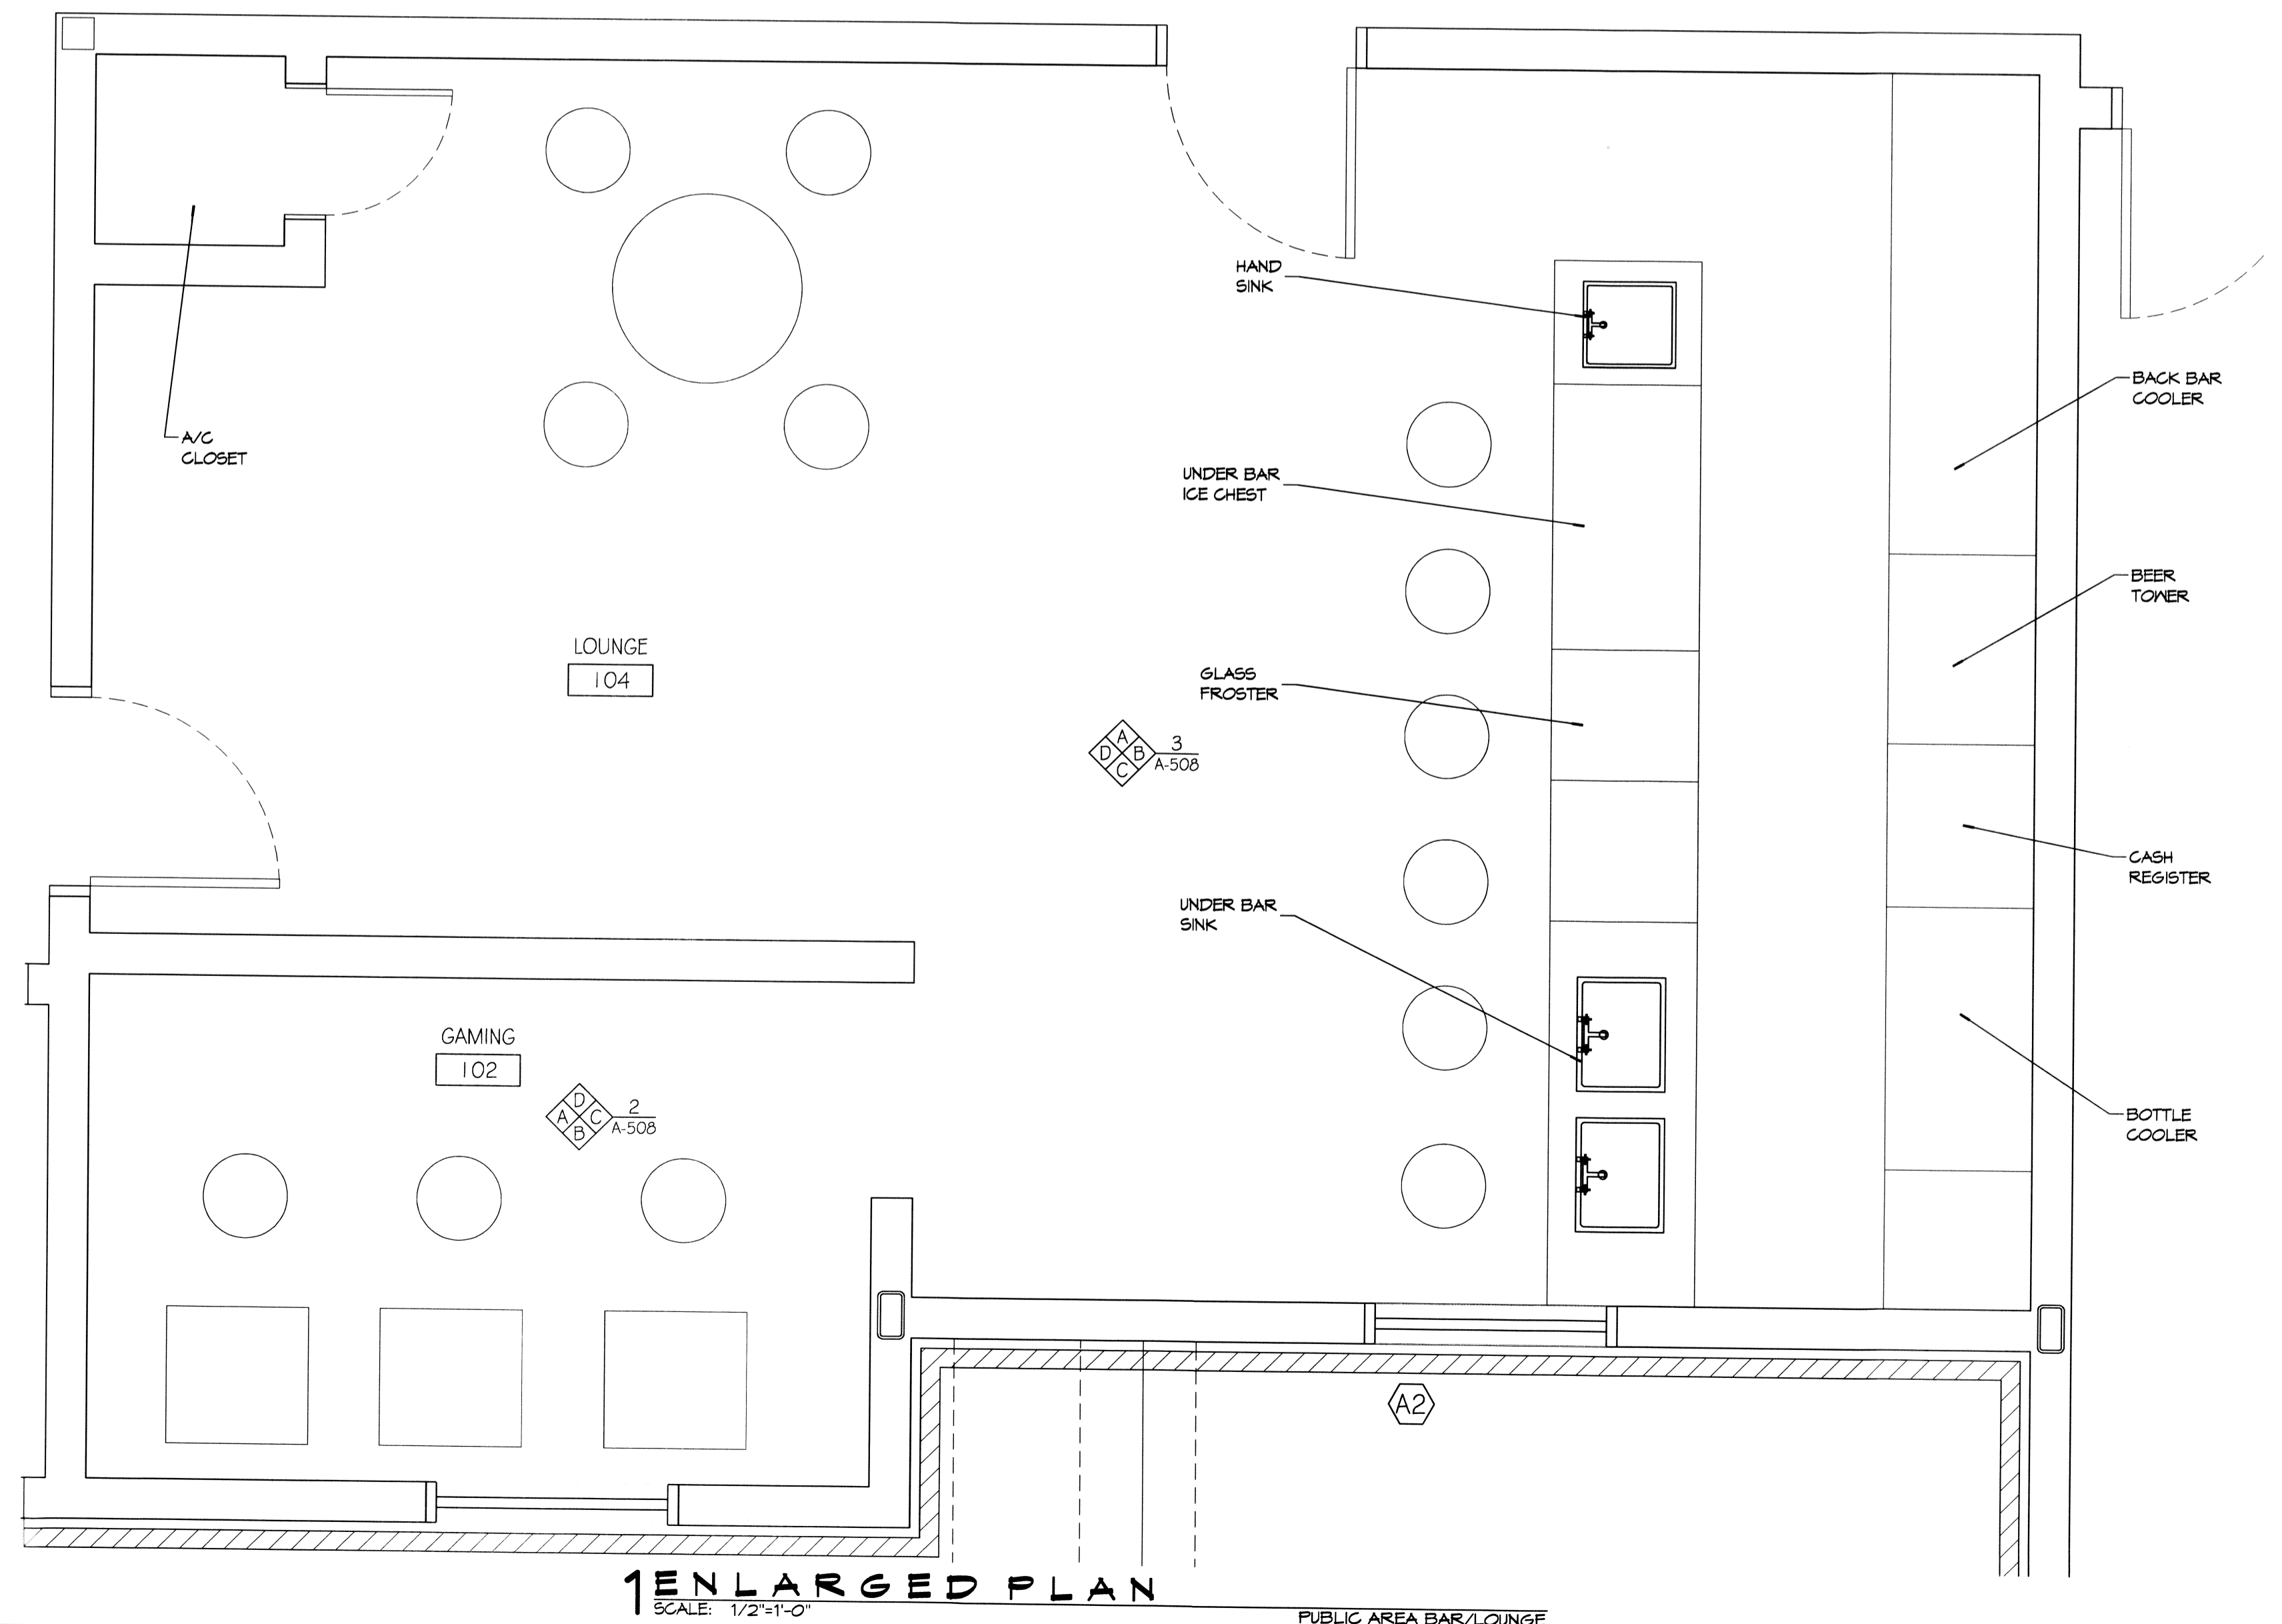 HAND
SINK
BACK BAR
COOLER
A/C
CLOSET
UNDER BAR
ICE CHEST
BEER
TOWER
LOUNGE
104
GLASS
FROSTER
A
D B
C
3
A-508
CASH
REGISTER
UNDER BAR
SINK
GAMING
102
D
A C
B
2
A-508
BOTTLE
COOLER
A2
1 ENLARGED PLAN
SCALE: 1/2"=1'-0"
PUBLIC AREA BAR/LOUNGE